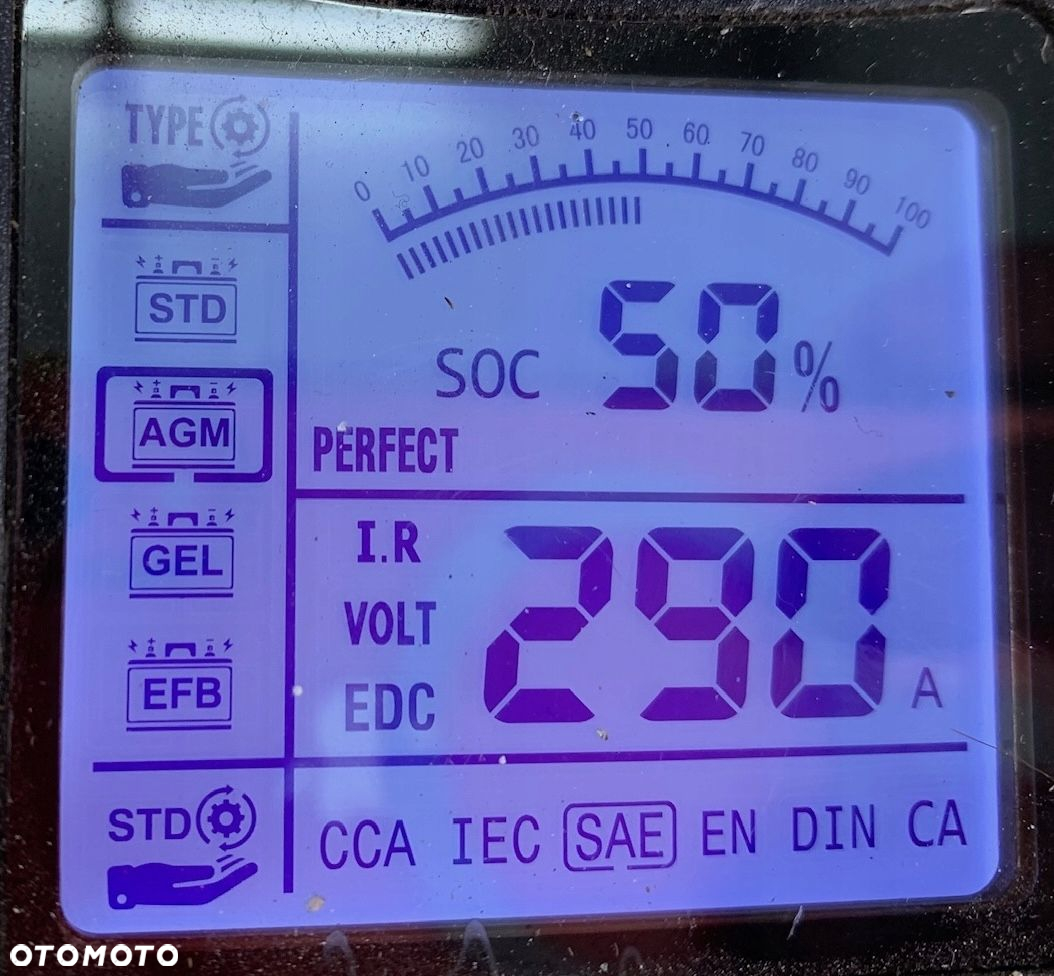 TYPE
0 10 20 30 40 50 60 70 80 90 100
STD
SOC 50 %
AGM
PERFECT
GEL
I.R
VOLT
EDC
290 A
EFB
STD
CCA IEC SAE EN DIN CA
OTOMOTO